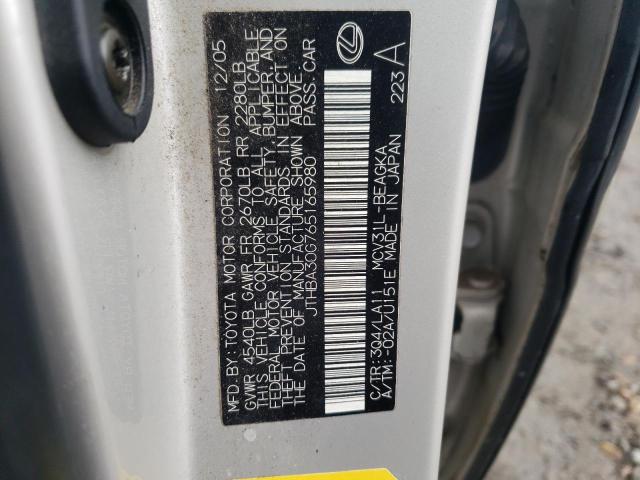 MFD.BY:TOYOTA MOTOR CORPORATION 12/05
GVWR 4540LB GAWR FR 2670LB RR 2280LB
THIS VEHICLE CONFORMS TO ALL APPLICABLE
FEDERAL MOTOR VEHICLE SAFETY,BUMPER,AND
THEFT PREVENTION STANDARDS IN EFFECT ON
THE DATE OF MANUFACTURE SHOWN ABOVE.
JTHBA30G765165980 PASS.CAR
C/TR:3Q4/LA11 MCV31L-BEAGKA
A/TM:-02A/U151E MADE IN JAPAN 223 A